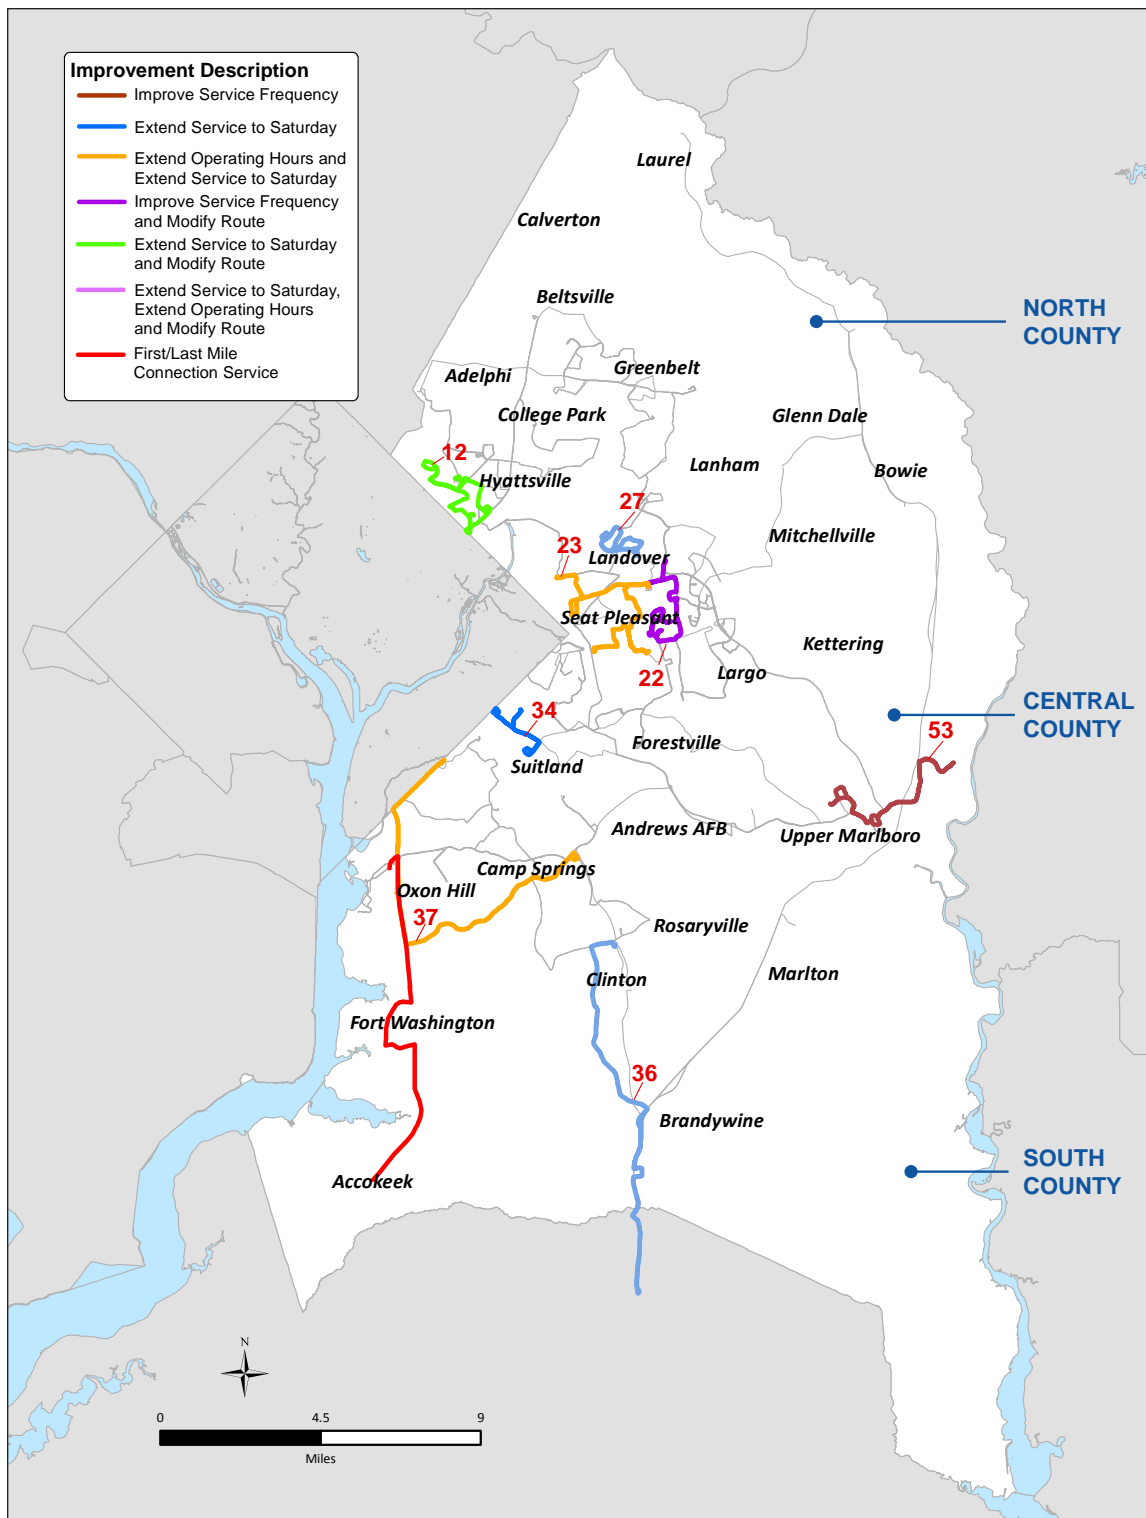 Improvement Description
Improve Service Frequency
Extend Service to Saturday
Extend Operating Hours and
Extend Service to Saturday
Improve Service Frequency
and Modify Route
Extend Service to Saturday
and Modify Route
Extend Service to Saturday,
Extend Operating Hours
and Modify Route
First/Last Mile
Connection Service
Laurel
Calverton
Beltsville
NORTH
COUNTY
Greenbelt
Adelphi
College Park
Glenn Dale
12
Hyattsville
Lanham
Bowie
27
Mitchellville
23
Landover
Seat Pleasant
Kettering
22
Largo
CENTRAL
COUNTY
34
Forestville
53
Suitland
Andrews AFB
Upper Marlboro
Camp Springs
Oxon Hill
37
Rosaryville
Clinton
Marlton
Fort Washington
36
Brandywine
Accokeek
SOUTH
COUNTY
N
0 4.5 9
Miles